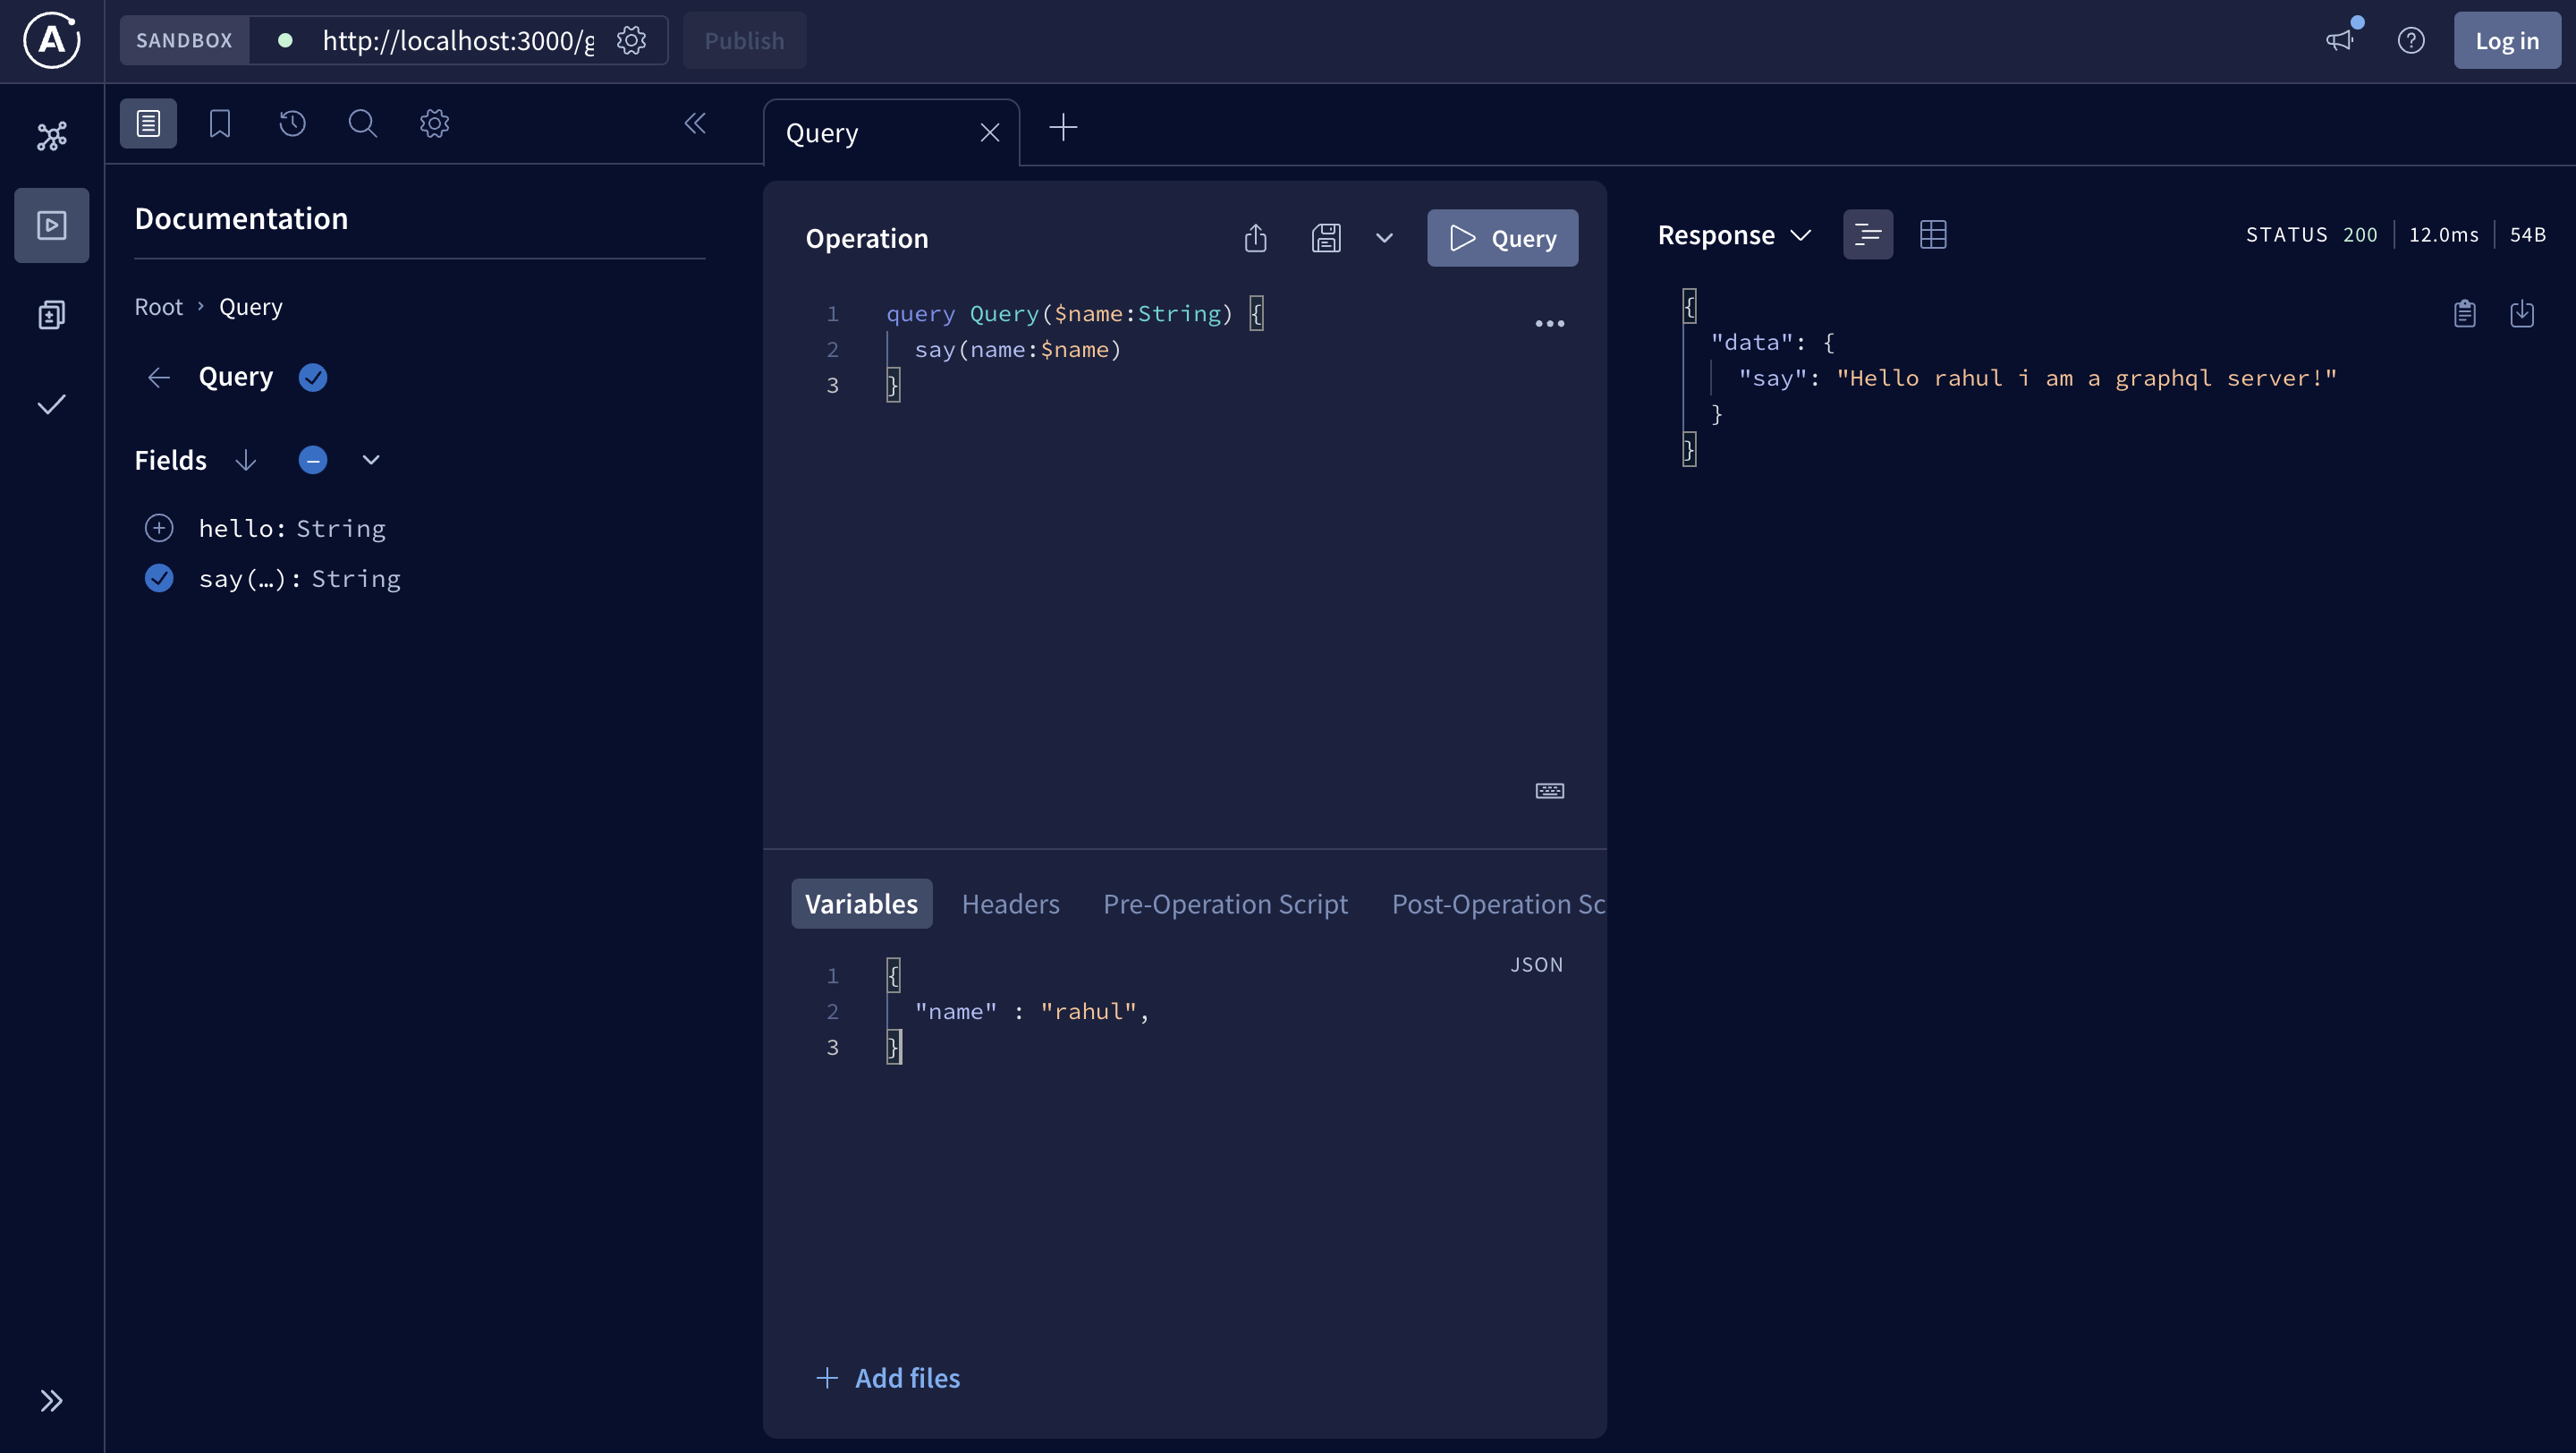 A SANDBOX http://localhost:3000/g Publish Log in
Query
Documentation
Root › Query
Query
Fields
hello: String
say(…): String
Operation
Query
1 query Query($name:String) {
2 say(name:$name)
3 }
Variables Headers Pre-Operation Script Post-Operation Sc
JSON
1 {
2 "name" : "rahul",
3 }
+ Add files
Response STATUS 200 12.0ms 54B
{
"data": {
"say": "Hello rahul i am a graphql server!"
}
}